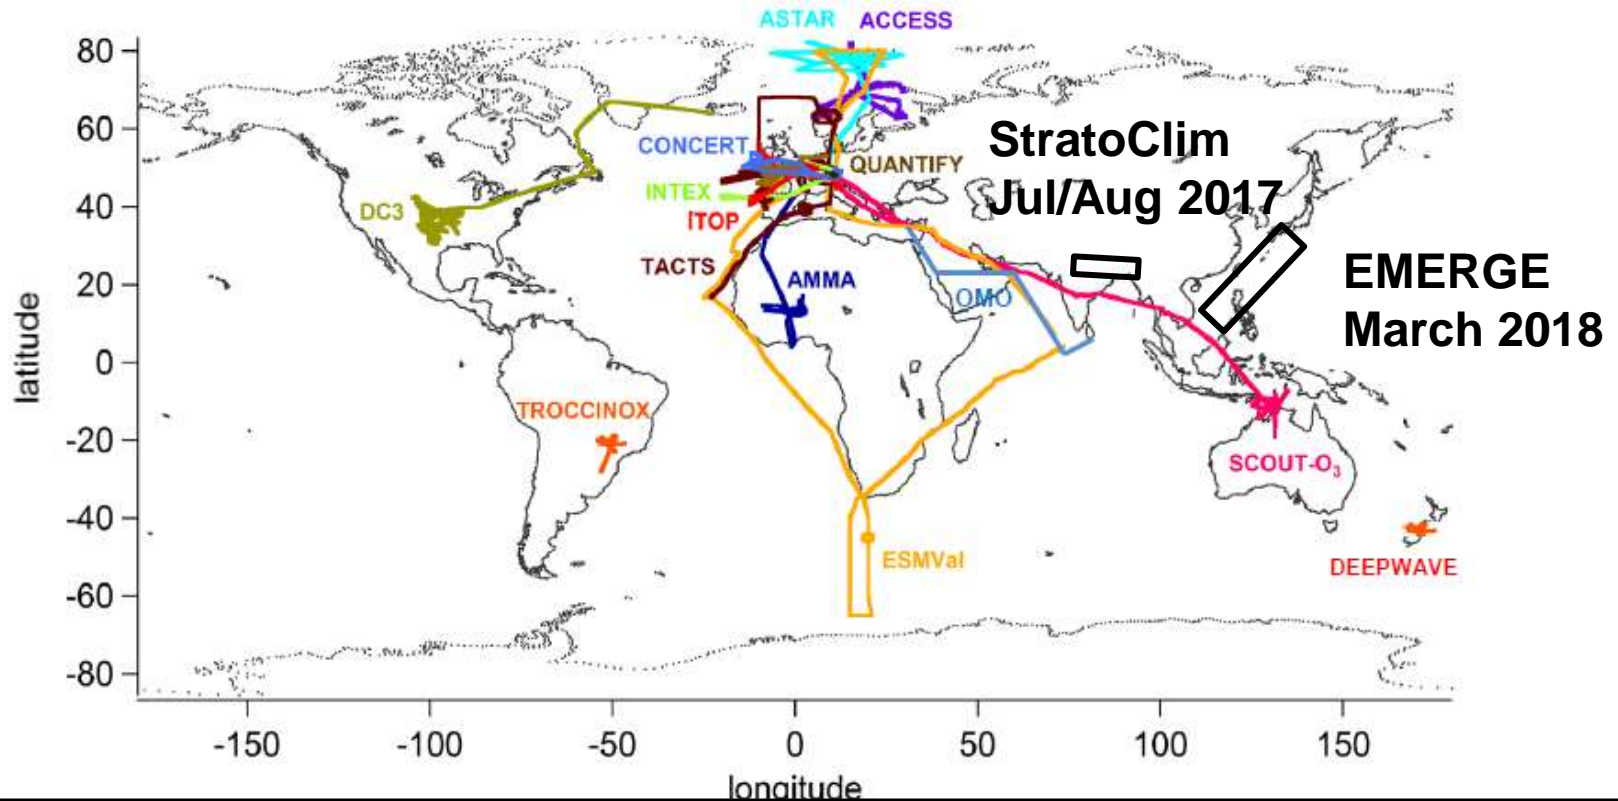 ASTAR ACCESS
80
60
40
20
0
-20
-40
-60
-80
latitude
CONCERT
QUANTIFY
INTEX
ITOP
DC3
TACTS
AMMA
OMO
StratoClim
Jul/Aug 2017
EMERGE
March 2018
TROCCINOX
SCOUT-O₃
ESMVal
DEEPWAVE
-150 -100 -50 0 50 100 150
longitude